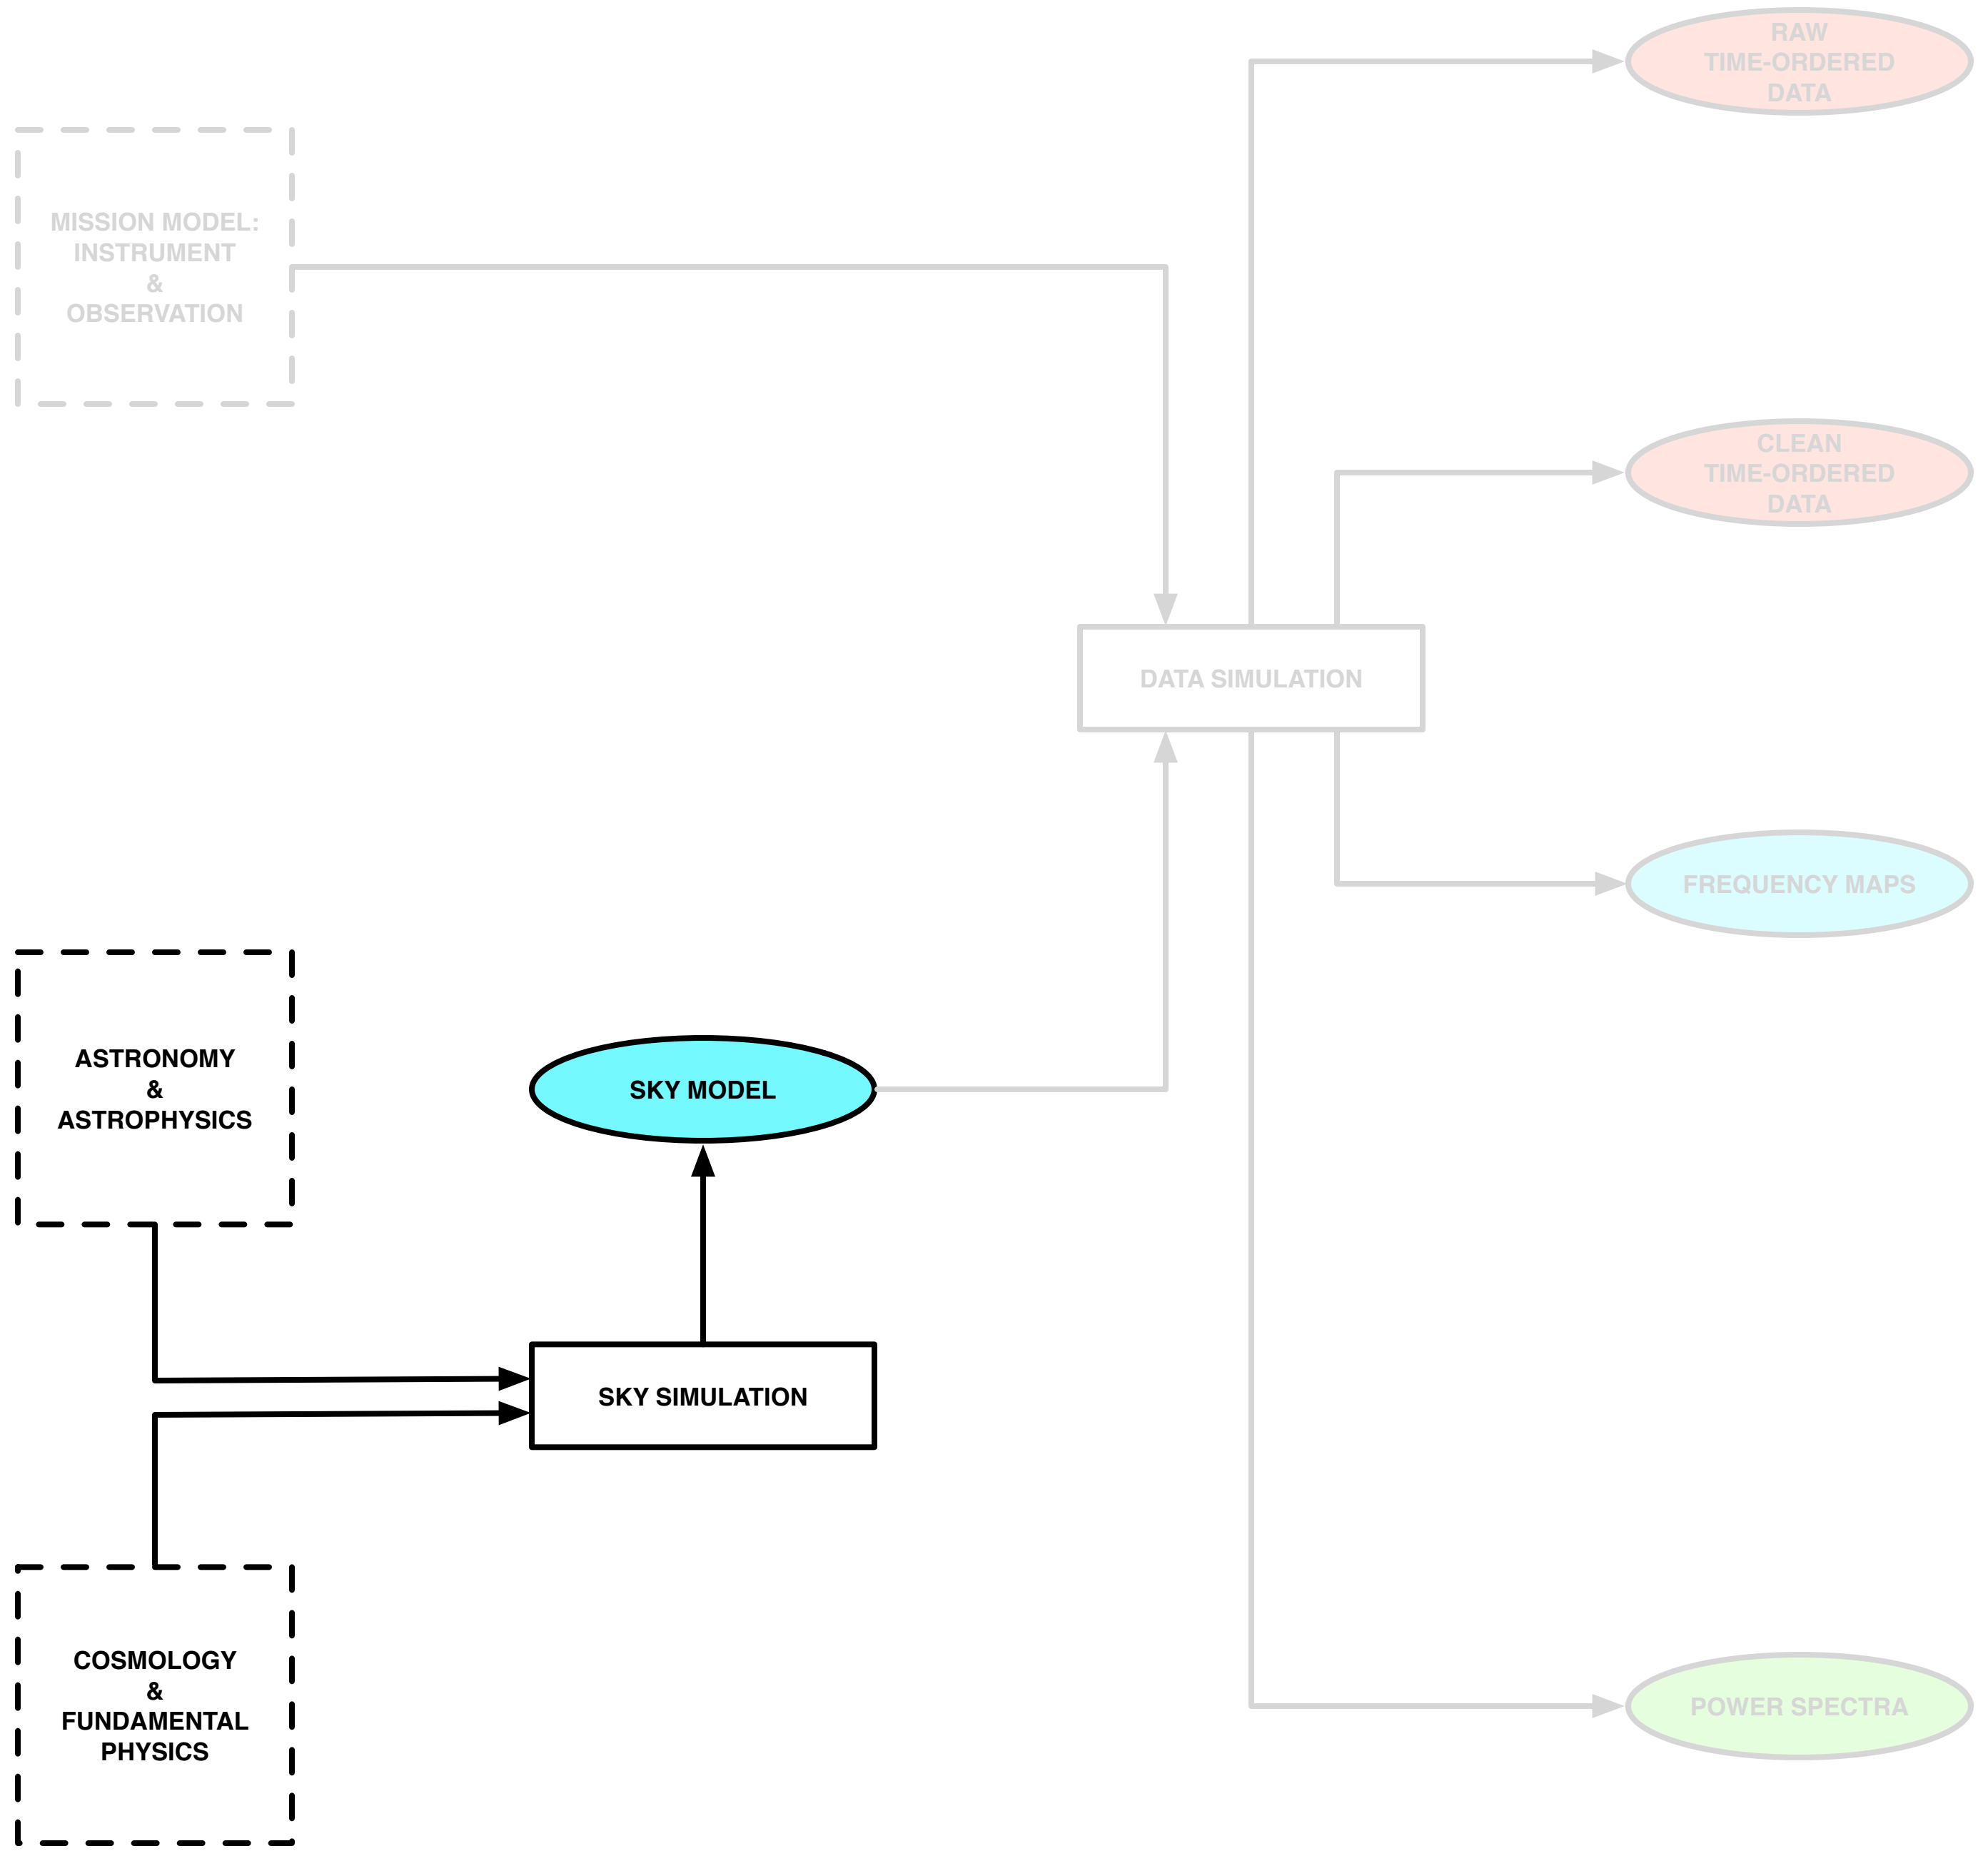 RAW
TIME-ORDERED
DATA
MISSION MODEL:
INSTRUMENT
&
OBSERVATION
CLEAN
TIME-ORDERED
DATA
DATA SIMULATION
FREQUENCY MAPS
ASTRONOMY
&
ASTROPHYSICS
SKY MODEL
SKY SIMULATION
COSMOLOGY
&
FUNDAMENTAL
PHYSICS
POWER SPECTRA